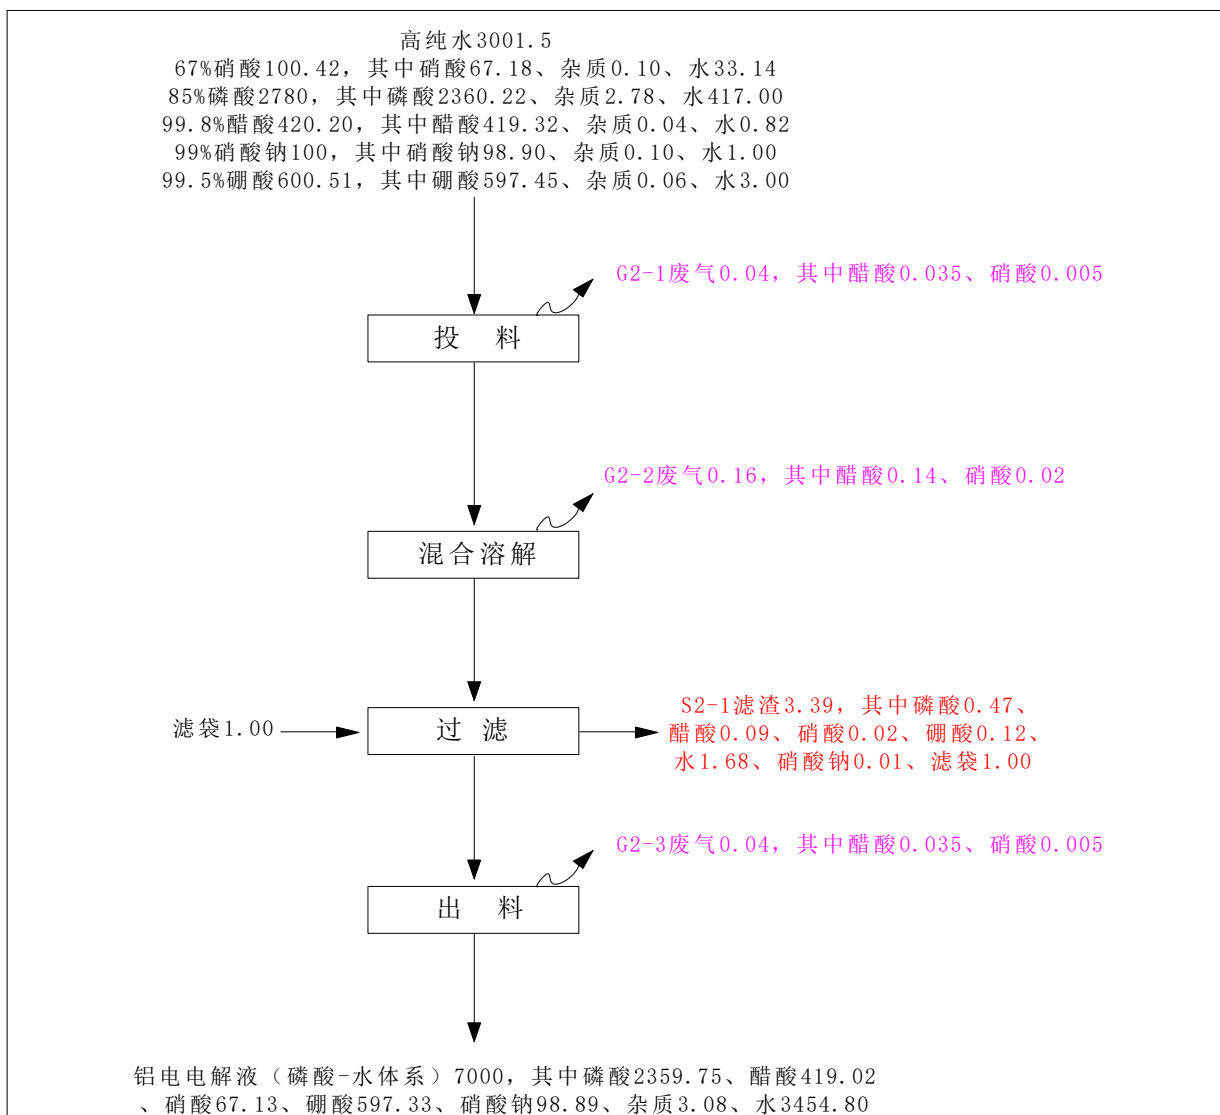 高纯水3001.5
67%硝酸100.42，其中硝酸67.18、杂质0.10、水33.14
85%磷酸2780，其中磷酸2360.22、杂质2.78、水417.00
99.8%醋酸420.20，其中醋酸419.32、杂质0.04、水0.82
99%硝酸钠100，其中硝酸钠98.90、杂质0.10、水1.00
99.5%硼酸600.51，其中硼酸597.45、杂质0.06、水3.00
G2-1废气0.04，其中醋酸0.035、硝酸0.005
投 料
G2-2废气0.16，其中醋酸0.14、硝酸0.02
混合溶解
滤袋1.00
过 滤
S2-1滤渣3.39，其中磷酸0.47、
醋酸0.09、硝酸0.02、硼酸0.12、
水1.68、硝酸钠0.01、滤袋1.00
G2-3废气0.04，其中醋酸0.035、硝酸0.005
出 料
铝电电解液（磷酸-水体系）7000，其中磷酸2359.75、醋酸419.02
、硝酸67.13、硼酸597.33、硝酸钠98.89、杂质3.08、水3454.80